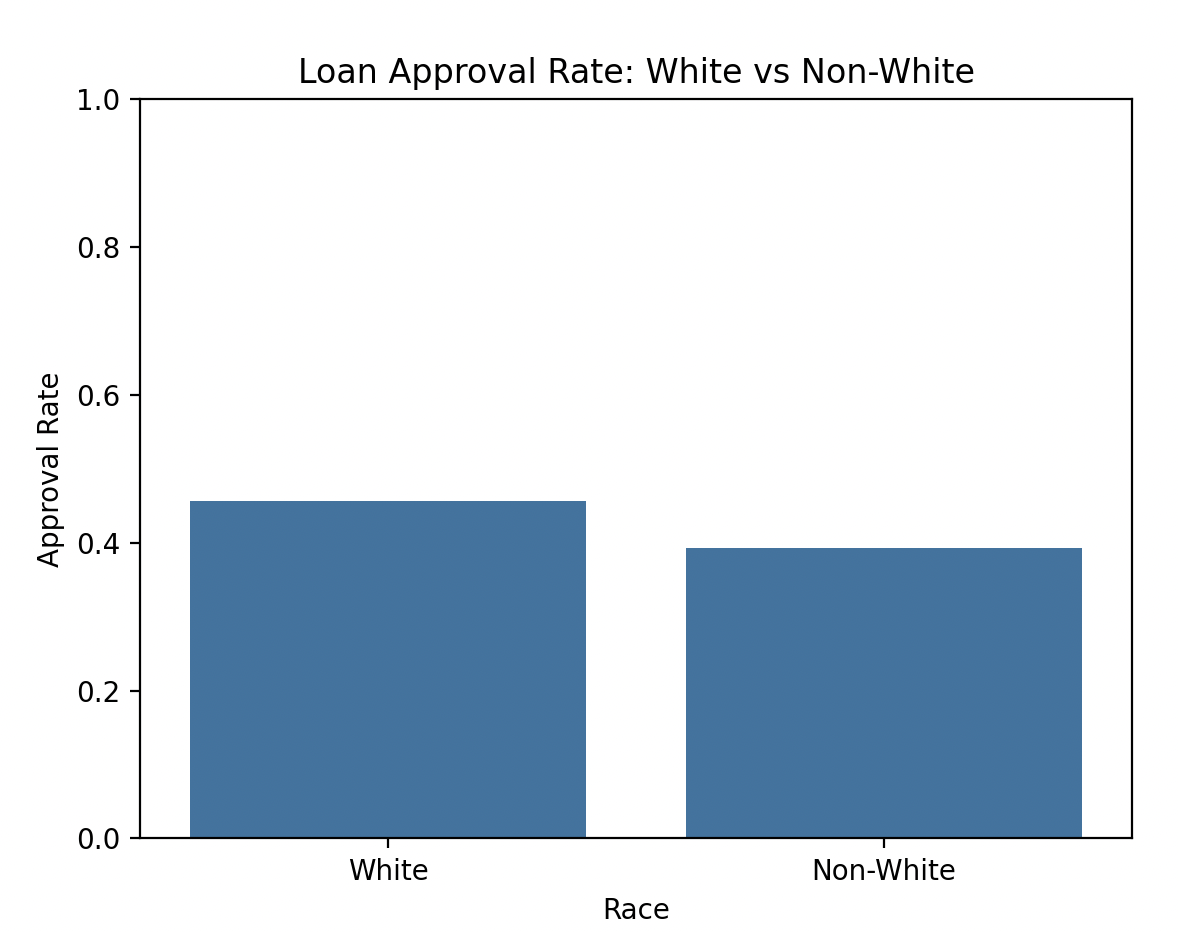 Loan Approval Rate: White vs Non-White
1.0
0.8
0.6
0.4
0.2
0.0
Approval Rate
White
Non-White
Race